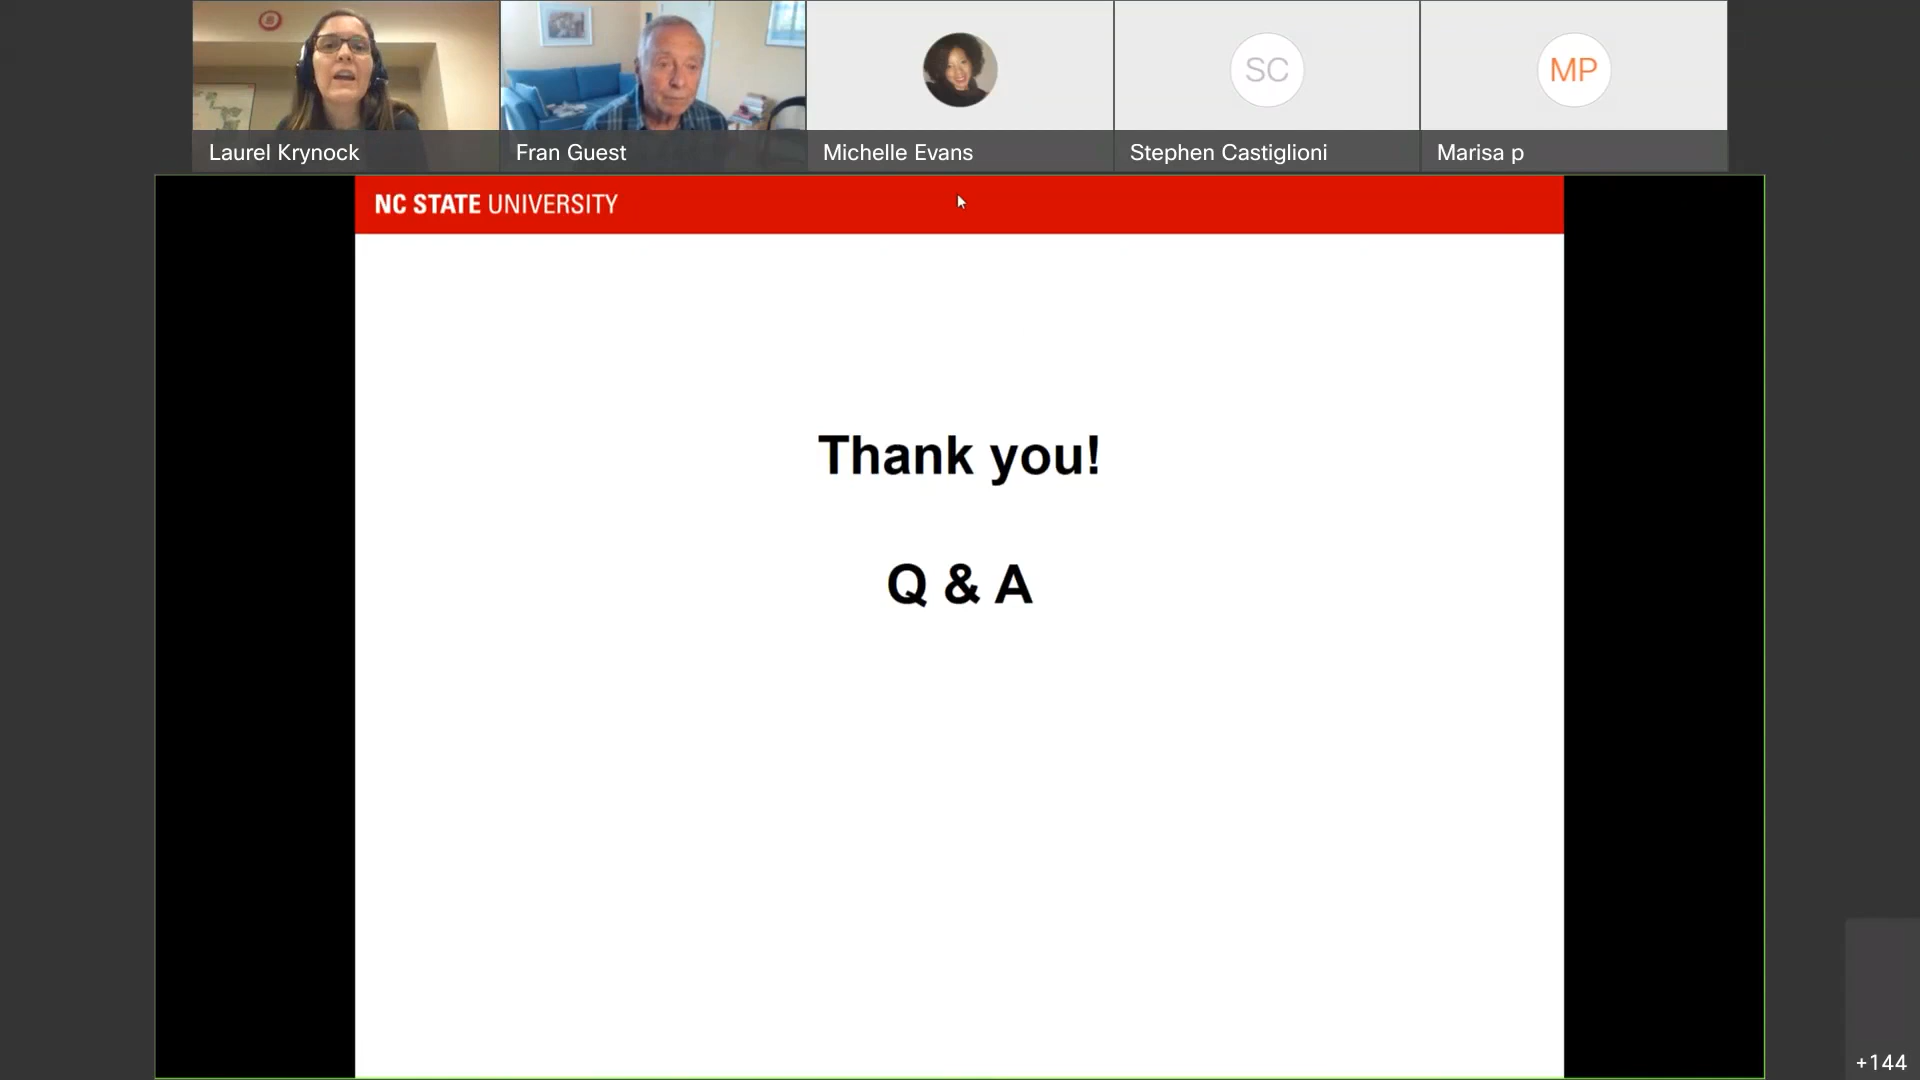 Laurel Krynock
Fran Guest
Michelle Evans
SC
Stephen Castiglioni
MP
Marisa p
NC STATE UNIVERSITY
Thank you!
Q & A
+144